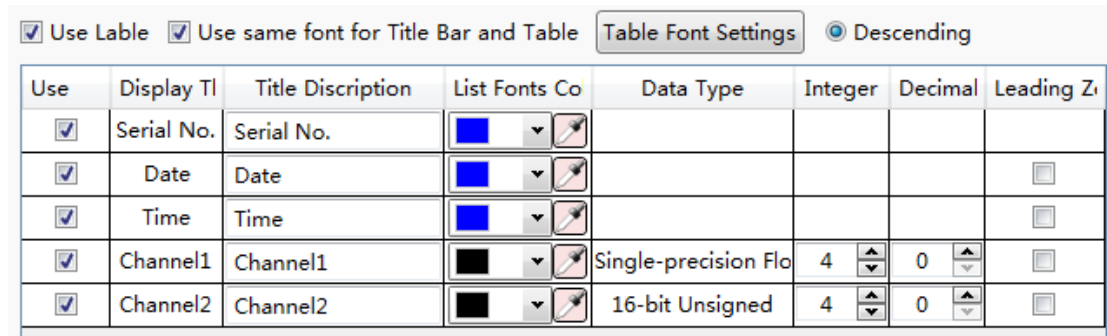 Use Lable Use same font for Title Bar and Table Table Font Settings Descending
Use Display Tl Title Discription List Fonts Co Data Type Integer Decimal Leading Ze
Serial No. Serial No.
Date Date
Time Time
Channel1 Channel1 Single-precision Flo 4 0
Channel2 Channel2 16-bit Unsigned 4 0